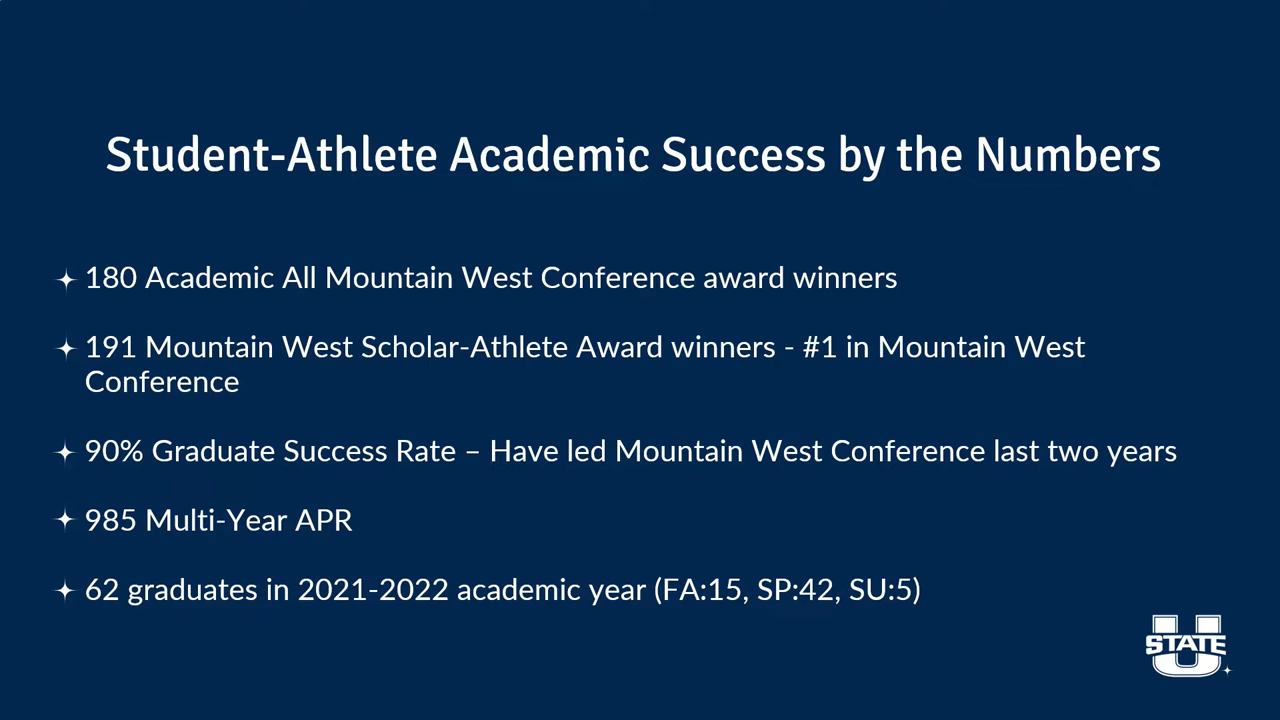 Student-Athlete Academic Success by the Numbers
180 Academic All Mountain West Conference award winners
191 Mountain West Scholar-Athlete Award winners - #1 in Mountain West
Conference
90% Graduate Success Rate – Have led Mountain West Conference last two years
985 Multi-Year APR
62 graduates in 2021-2022 academic year (FA:15, SP:42, SU:5)
U
STATE